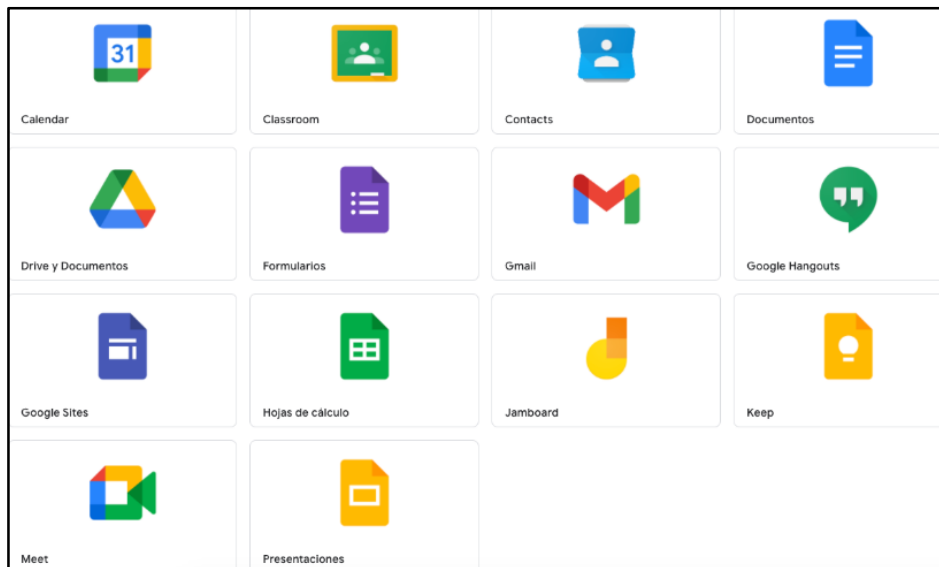 31
Calendar
Classroom
Contacts
Documentos
Drive y Documentos
Formularios
Gmail
Google Hangouts
Google Sites
Hojas de cálculo
Jamboard
Keep
Meet
Presentaciones